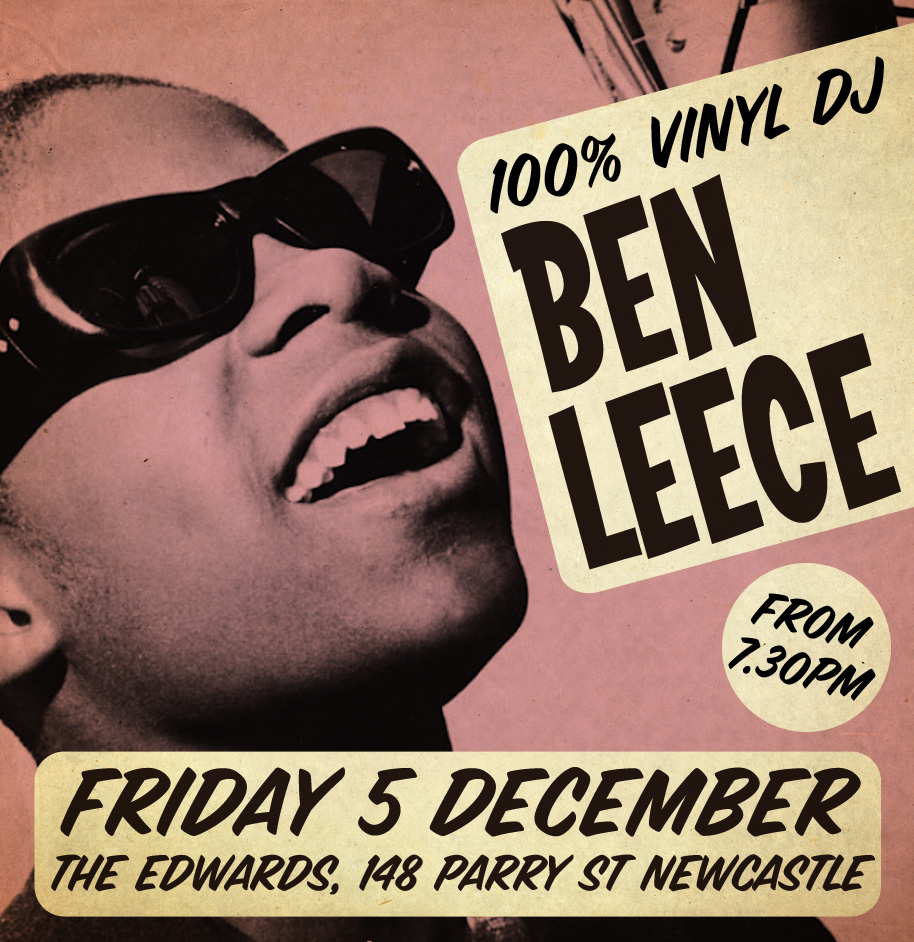 100% VINYL DJ
BEN
LEECE
FROM
7.30PM
FRIDAY 5 DECEMBER
THE EDWARDS, 148 PARRY ST NEWCASTLE